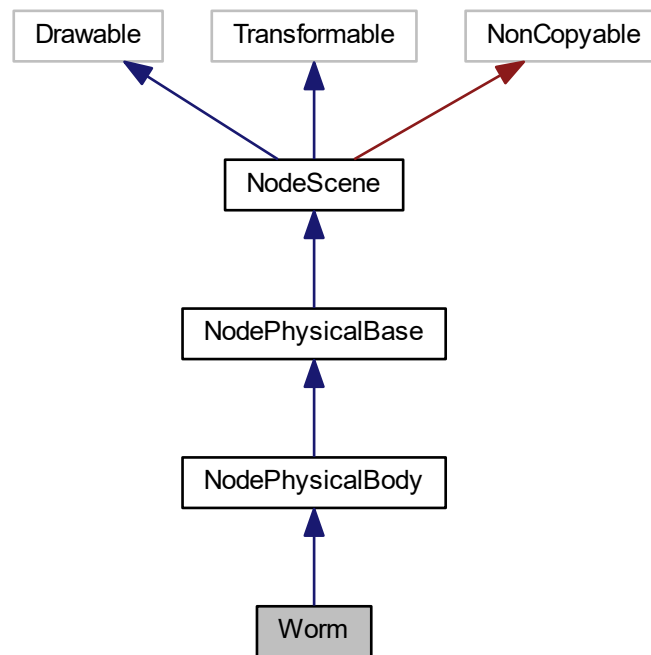 Drawable
Transformable
NonCopyable
NodeScene
NodePhysicalBase
NodePhysicalBody
Worm